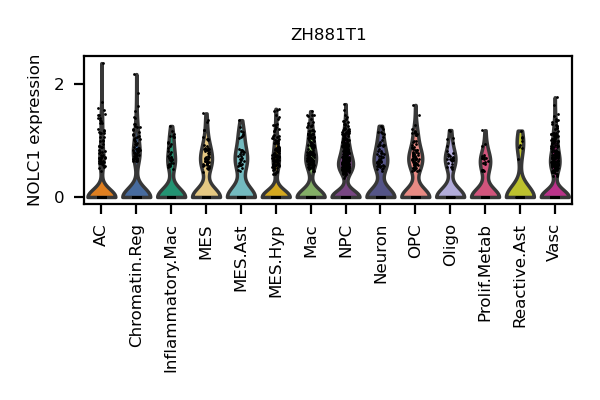 ZH881T1
NOLC1 expression
2
0
AC
Chromatin.Reg
Inflammatory.Mac
MES
MES.Ast
MES.Hyp
Mac
NPC
Neuron
OPC
Oligo
Prolif.Metab
Reactive.Ast
Vasc